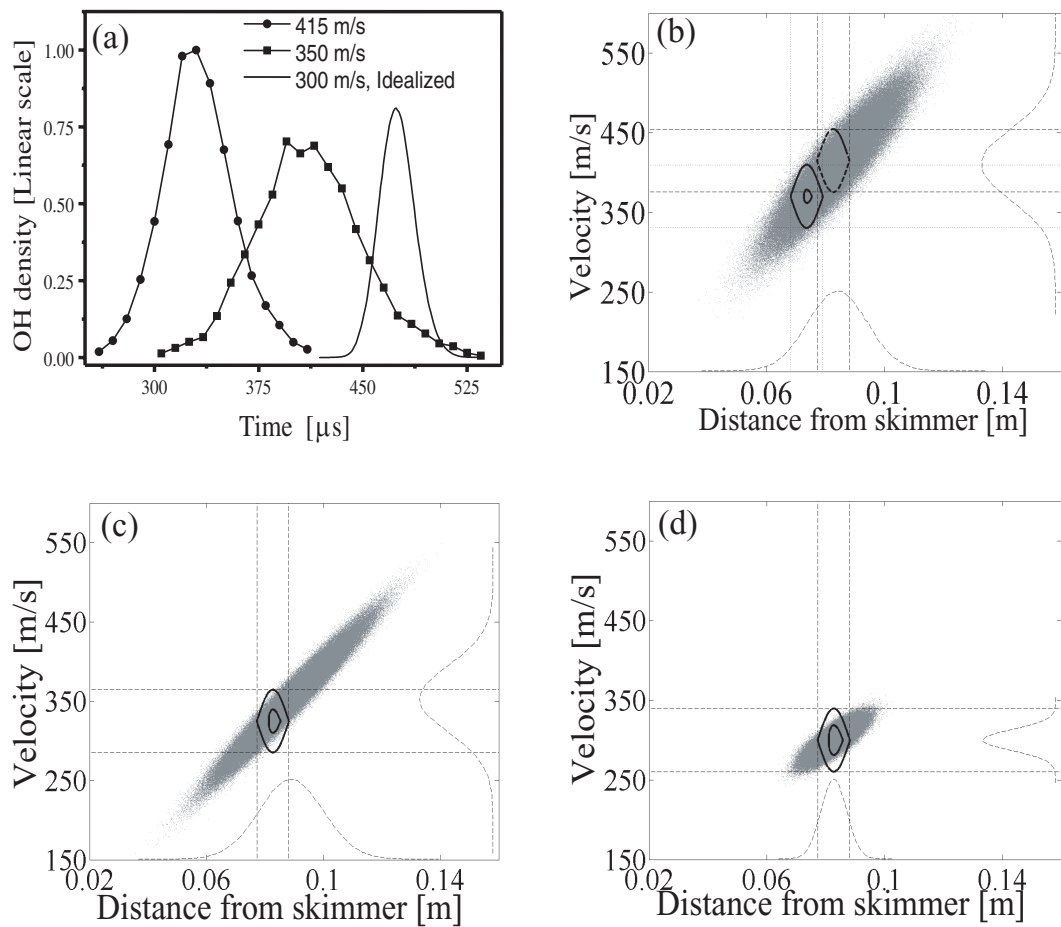 (a)
415 m/s
350 m/s
300 m/s, Idealized
OH density [Linear scale]
1.00
0.75
0.50
0.25
0.00
300
375
450
525
Time [μs]
(b)
Velocity [m/s]
550
450
350
250
150
0.02
0.06
0.1
0.14
Distance from skimmer [m]
(c)
Velocity [m/s]
550
450
350
250
150
0.02
0.06
0.1
0.14
Distance from skimmer [m]
(d)
Velocity [m/s]
550
450
350
250
150
0.02
0.06
0.1
0.14
Distance from skimmer [m]